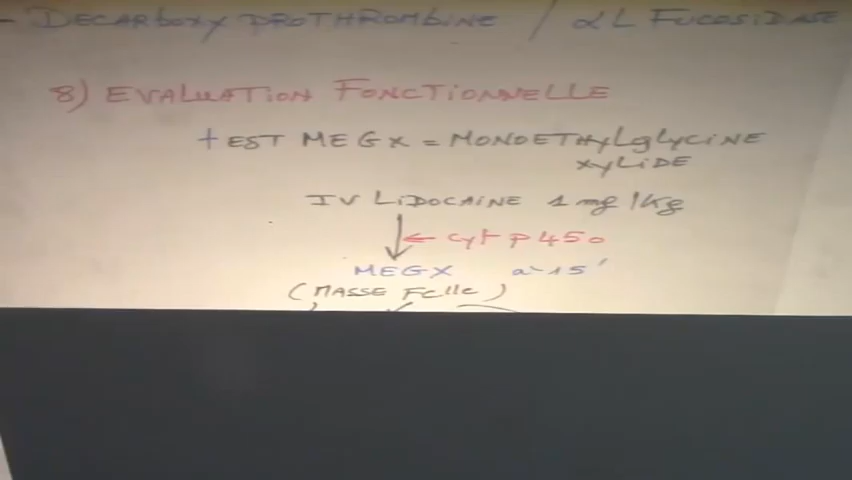 - DECARBOXY PROTHROMBINE / αL FUCOSIDASE
8) EVALUATION FONCTIONNELLE
tEST MEGX = MONOETHYLGLYCINE
XYLIDE
IV LIDOCAINE 1 mg/Kg
← cyt P450
MEGX à 15'
(MASSE Felle)